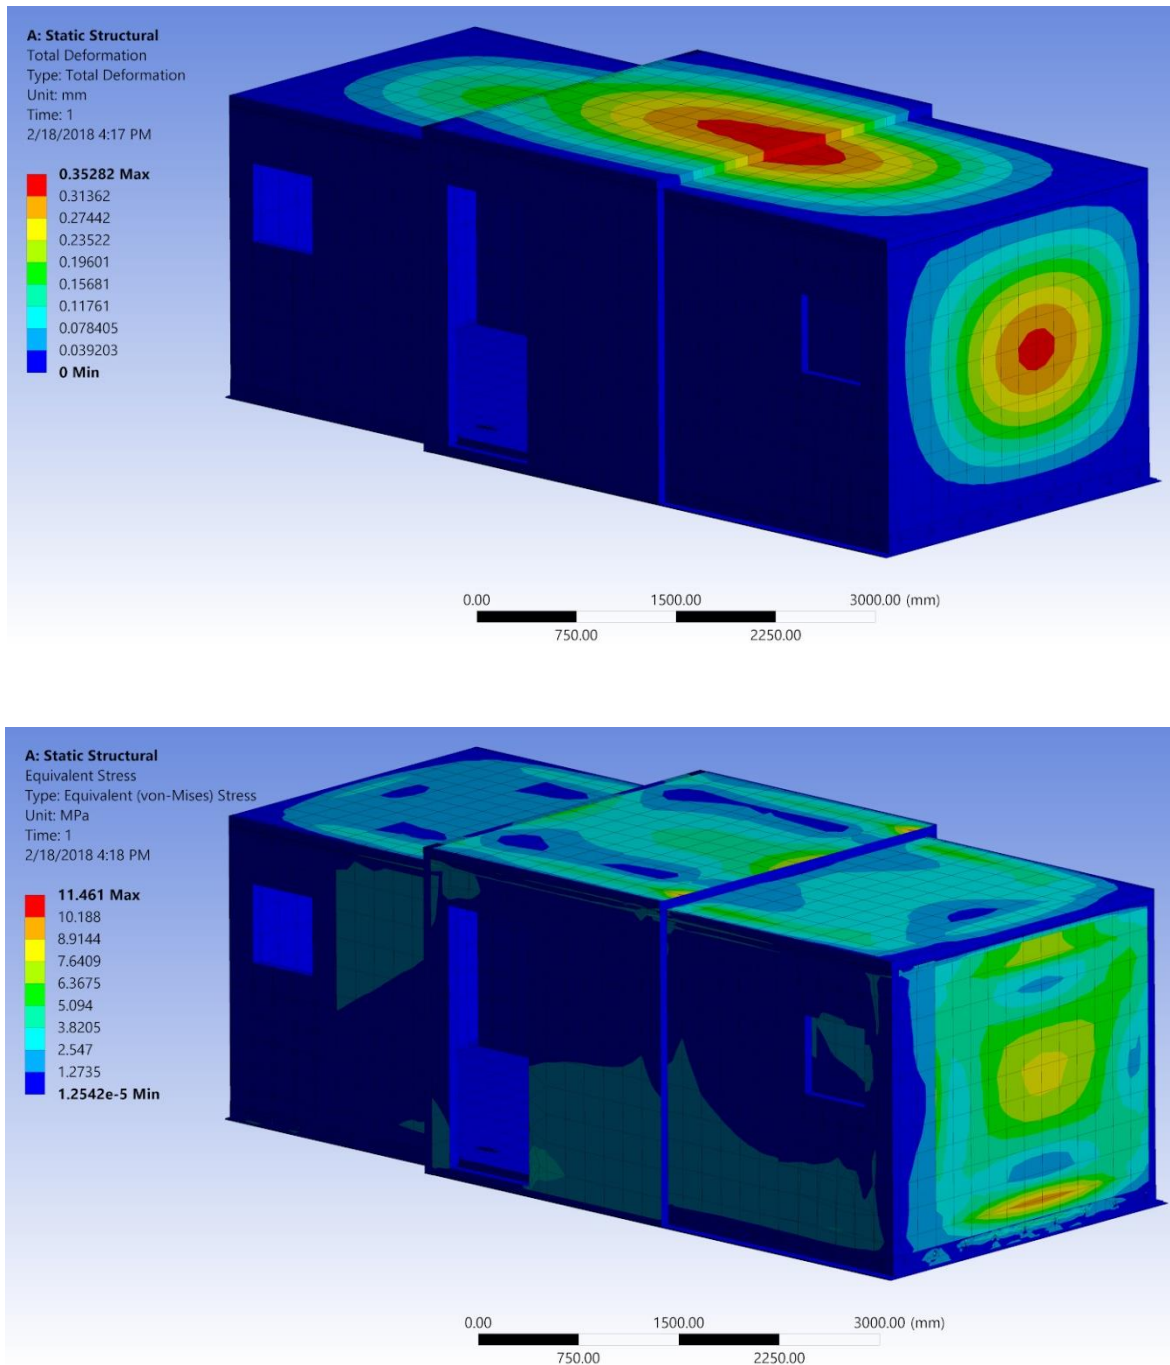 A: Static Structural
Total Deformation
Type: Total Deformation
Unit: mm
Time: 1
2/18/2018 4:17 PM
0.35282 Max
0.31362
0.27442
0.23522
0.19601
0.15681
0.11761
0.078405
0.039203
0 Min
0.00 1500.00 3000.00 (mm)
750.00 2250.00
A: Static Structural
Equivalent Stress
Type: Equivalent (von-Mises) Stress
Unit: MPa
Time: 1
2/18/2018 4:18 PM
11.461 Max
10.188
8.9144
7.6409
6.3675
5.094
3.8205
2.547
1.2735
1.2542e-5 Min
0.00 1500.00 3000.00 (mm)
750.00 2250.00